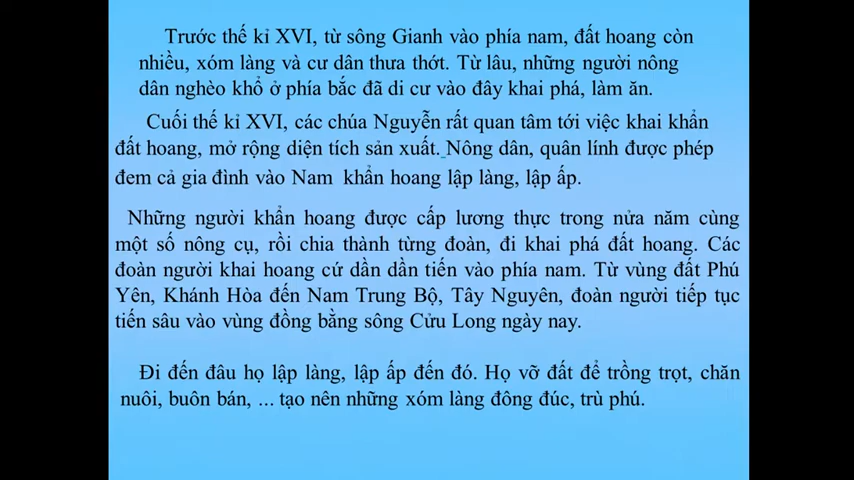 Trước thế kỉ XVI, từ sông Gianh vào phía nam, đất hoang còn
nhiều, xóm làng và cư dân thưa thớt. Từ lâu, những người nông
dân nghèo khổ ở phía bắc đã di cư vào đây khai phá, làm ăn.
Cuối thế kỉ XVI, các chúa Nguyễn rất quan tâm tới việc khai khẩn
đất hoang, mở rộng diện tích sản xuất. Nông dân, quân lính được phép
đem cả gia đình vào Nam khẩn hoang lập làng, lập ấp.
Những người khẩn hoang được cấp lương thực trong nửa năm cùng
một số nông cụ, rồi chia thành từng đoàn, đi khai phá đất hoang. Các
đoàn người khai hoang cứ dần dần tiến vào phía nam. Từ vùng đất Phú
Yên, Khánh Hòa đến Nam Trung Bộ, Tây Nguyên, đoàn người tiếp tục
tiến sâu vào vùng đồng bằng sông Cửu Long ngày nay.
Đi đến đâu họ lập làng, lập ấp đến đó. Họ vỡ đất để trồng trọt, chăn
nuôi, buôn bán, ... tạo nên những xóm làng đông đúc, trù phú.